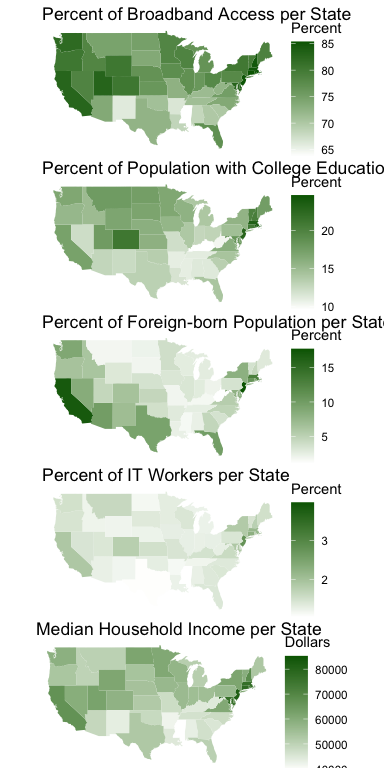 Percent of Broadband Access per State
Percent
85
80
75
70
65
Percent of Population with College Educatio
Percent
20
15
10
Percent of Foreign-born Population per State
Percent
15
10
5
Percent of IT Workers per State
Percent
3
2
Median Household Income per State
Dollars
80000
70000
60000
50000
40000